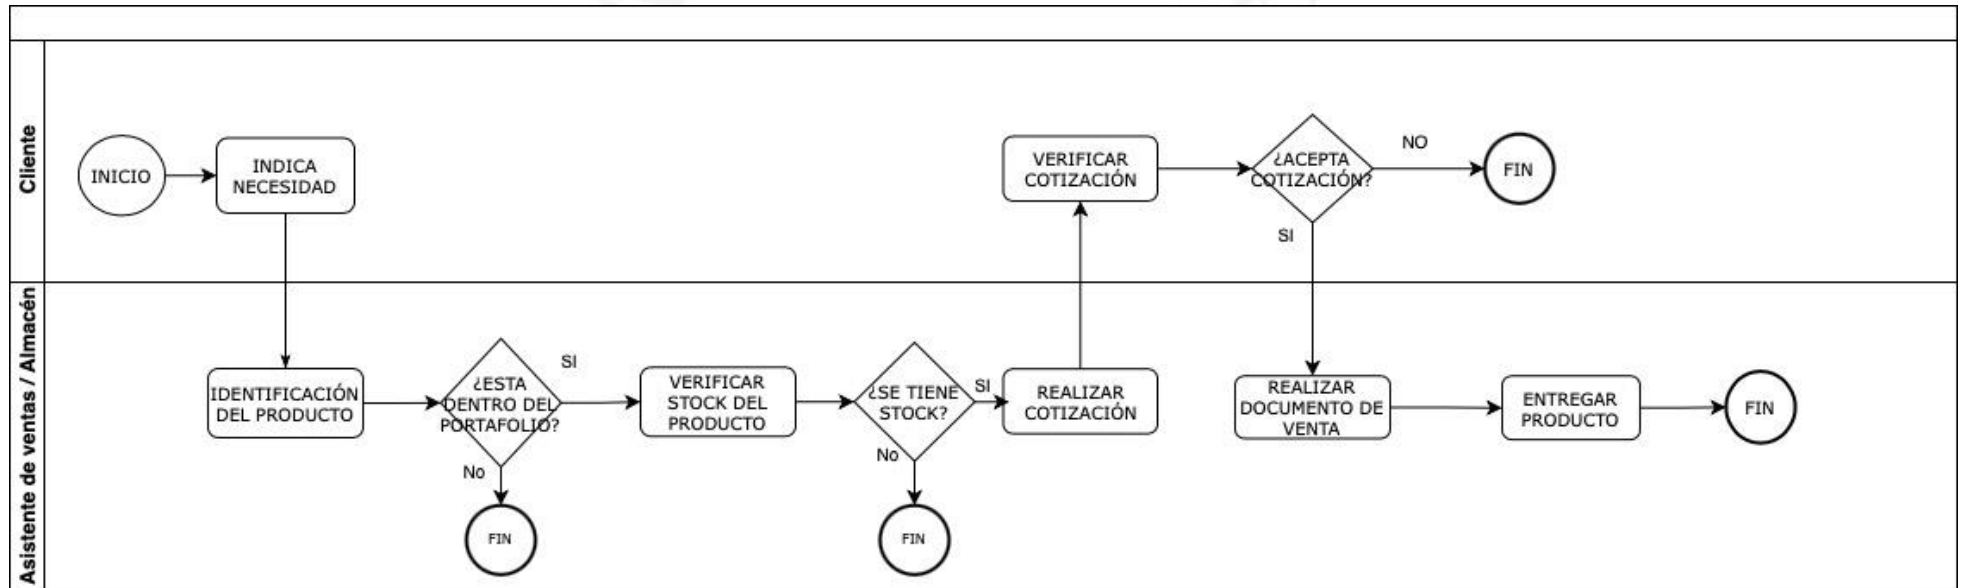 Cliente
INICIO
INDICA
NECESIDAD
VERIFICAR
COTIZACIÓN
¿ACEPTA
COTIZACIÓN?
NO
FIN
SI
Asistente de ventas / Almacén
IDENTIFICACIÓN
DEL PRODUCTO
¿ESTA
DENTRO DEL
PORTAFOLIO?
SI
No
FIN
VERIFICAR
STOCK DEL
PRODUCTO
¿SE TIENE
STOCK?
SI
No
FIN
REALIZAR
COTIZACIÓN
REALIZAR
DOCUMENTO DE
VENTA
ENTREGAR
PRODUCTO
FIN